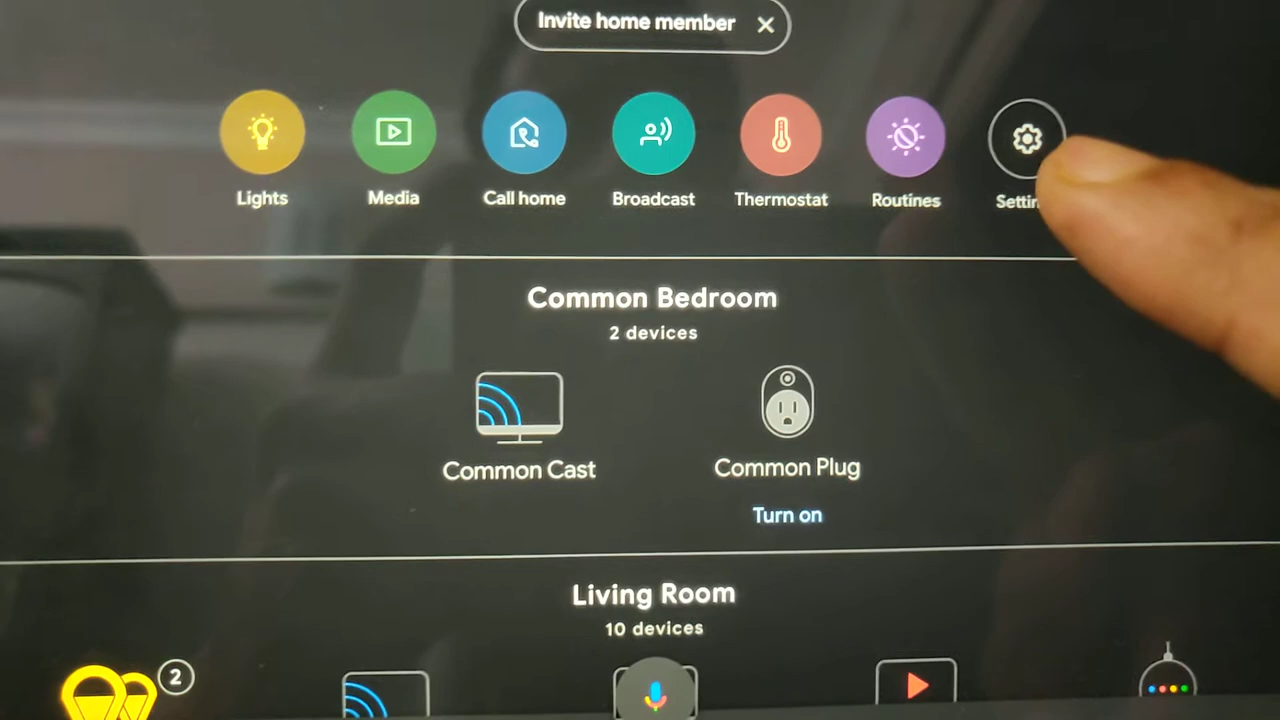 Invite home member
Lights Media Call home Broadcast Thermostat Routines Settin
Common Bedroom
2 devices
Common Cast Common Plug
Turn on
Living Room
10 devices
2